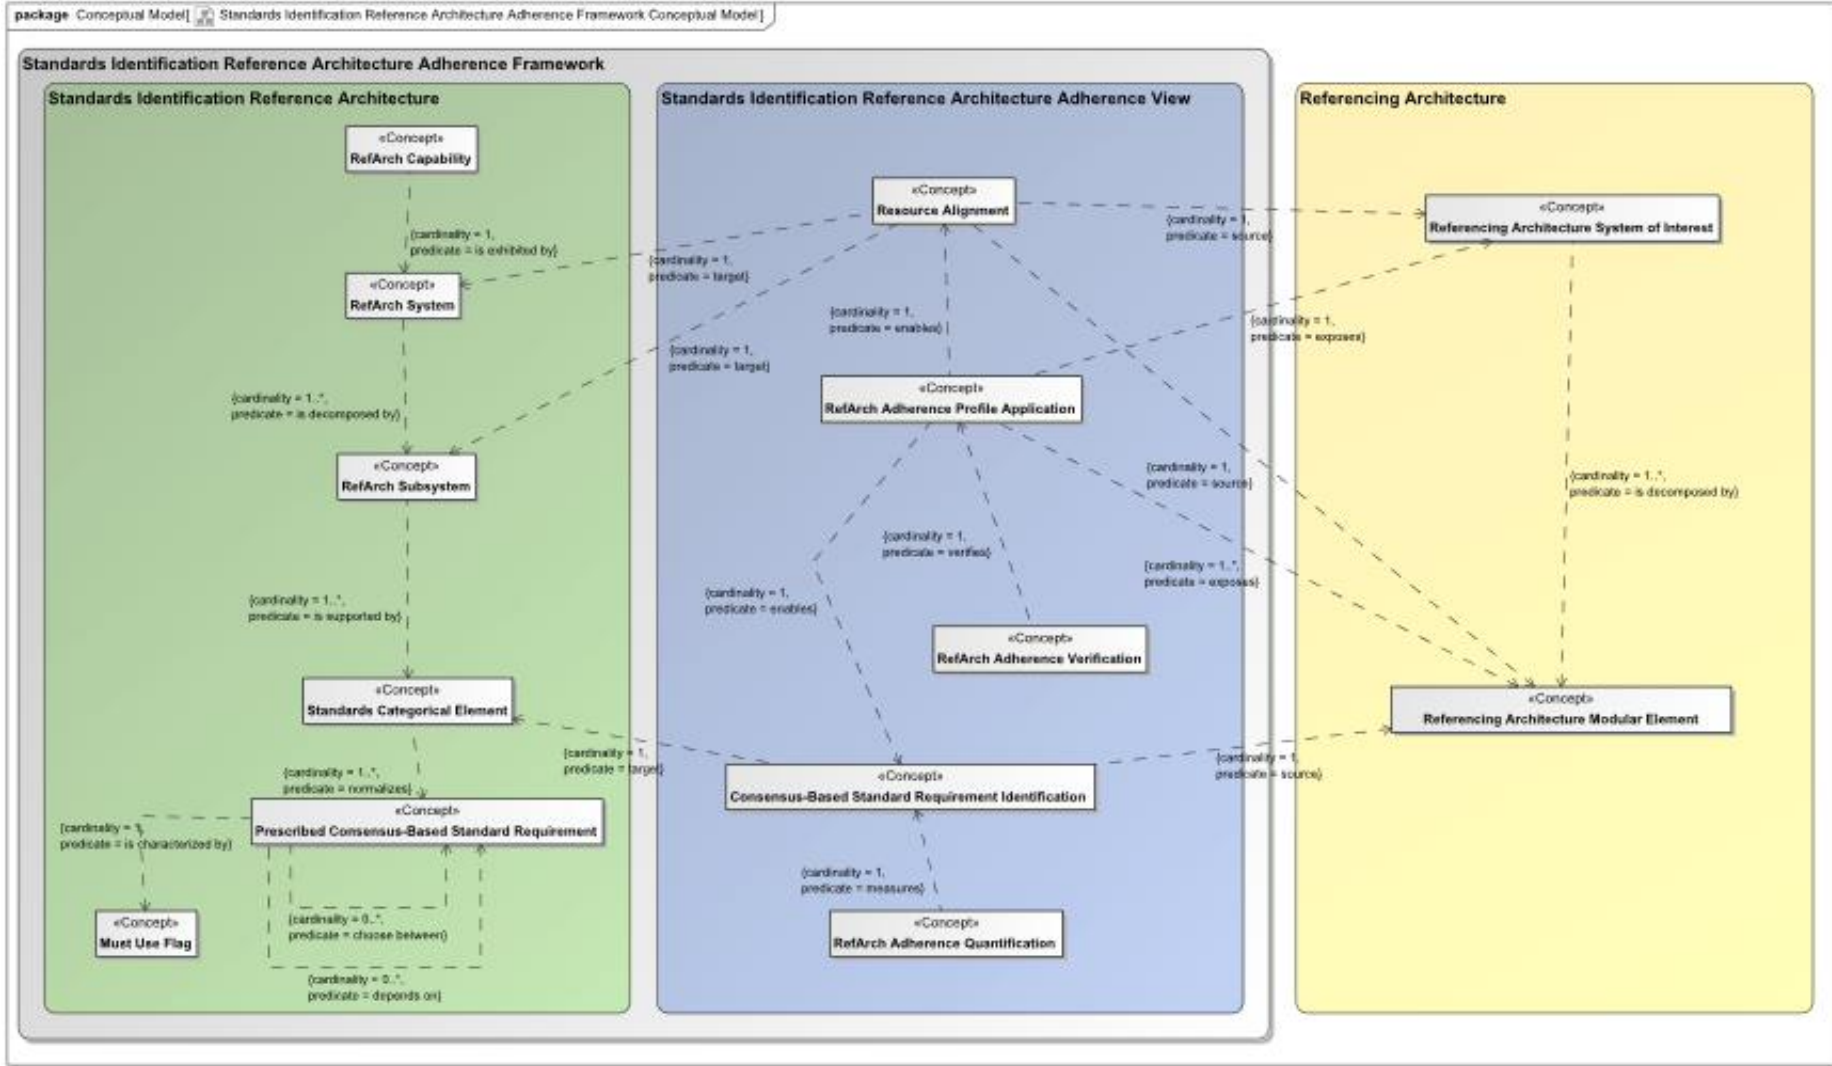 package Conceptual Model[ Standards Identification Reference Architecture Adherence Framework Conceptual Model]
Standards Identification Reference Architecture Adherence Framework
Standards Identification Reference Architecture
«Concept»
RefArch Capability
{cardinality = 1,
predicate = is exhibited by}
«Concept»
RefArch System
{cardinality = 1..*,
predicate = is decomposed by}
«Concept»
RefArch Subsystem
{cardinality = 1..*,
predicate = is supported by}
«Concept»
Standards Categorical Element
{cardinality = 1..*,
predicate = normalizes}
«Concept»
Prescribed Consensus-Based Standard Requirement
{cardinality = 1,
predicate = is characterized by}
«Concept»
Must Use Flag
{cardinality = 0..*,
predicate = choose between}
{cardinality = 0..*,
predicate = depends on}
Standards Identification Reference Architecture Adherence View
«Concept»
Resource Alignment
{cardinality = 1,
predicate = target}
{cardinality = 1,
predicate = target}
{cardinality = 1,
predicate = source}
{cardinality = 1,
predicate = enables}
{cardinality = 1,
predicate = exposes}
«Concept»
RefArch Adherence Profile Application
{cardinality = 1,
predicate = source}
{cardinality = 1,
predicate = verifies}
{cardinality = 1..*,
predicate = exposes}
{cardinality = 1,
predicate = enables}
«Concept»
RefArch Adherence Verification
{cardinality = 1,
predicate = target}
{cardinality = 1,
predicate = source}
«Concept»
Consensus-Based Standard Requirement Identification
{cardinality = 1,
predicate = measures}
«Concept»
RefArch Adherence Quantification
Referencing Architecture
«Concept»
Referencing Architecture System of Interest
{cardinality = 1..*,
predicate = is decomposed by}
«Concept»
Referencing Architecture Modular Element